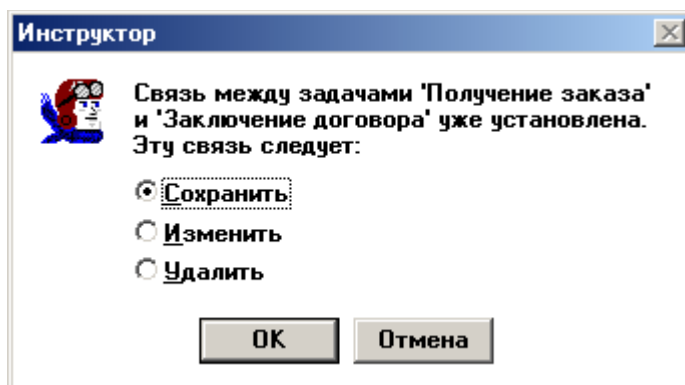 Инструктор
Связь между задачами 'Получение заказа'
и 'Заключение договора' уже установлена.
Эту связь следует:
Сохранить
Изменить
Удалить
OK
Отмена